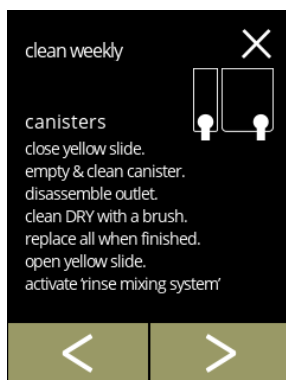 clean weekly
canisters
close yellow slide.
empty & clean canister.
disassemble outlet.
clean DRY with a brush.
replace all when finished.
open yellow slide.
activate ‘rinse mixing system’